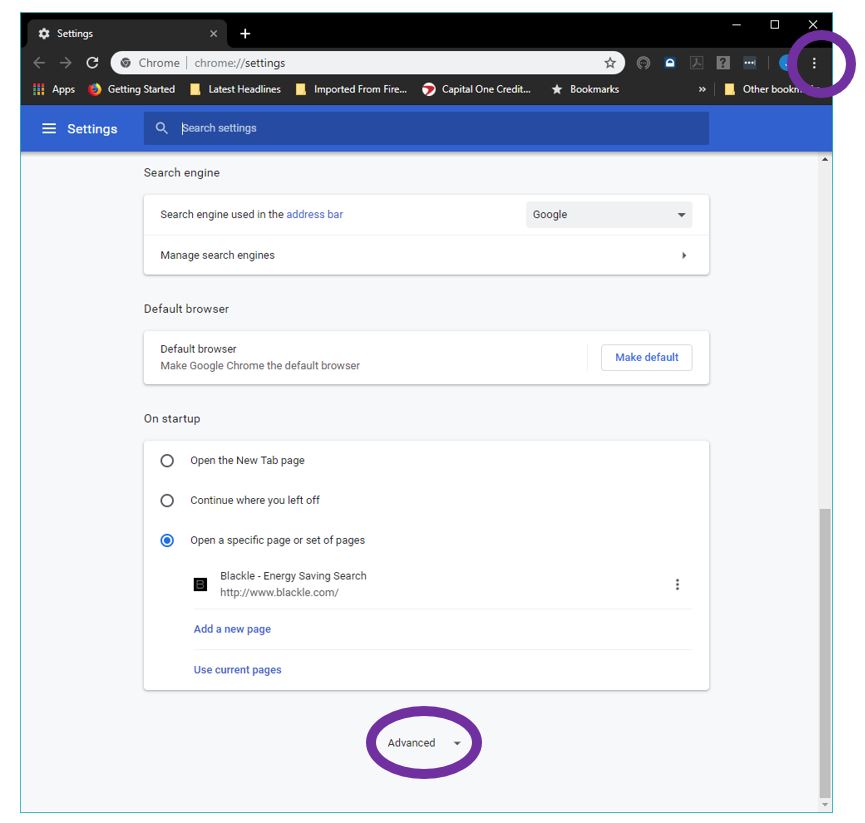 Settings
Chrome | chrome://settings
Apps Getting Started Latest Headlines Imported From Fire... Capital One Credit... Bookmarks » Other bookm
Settings Search settings
Search engine
Search engine used in the address bar Google
Manage search engines
Default browser
Default browser
Make Google Chrome the default browser
Make default
On startup
Open the New Tab page
Continue where you left off
Open a specific page or set of pages
B Blackle - Energy Saving Search
http://www.blackle.com/
Add a new page
Use current pages
Advanced